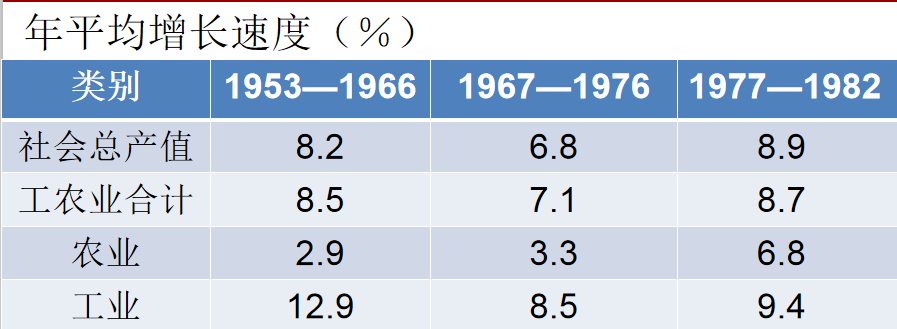 年平均增长速度（%）
类别 1953—1966 1967—1976 1977—1982
社会总产值 8.2 6.8 8.9
工农业合计 8.5 7.1 8.7
农业 2.9 3.3 6.8
工业 12.9 8.5 9.4